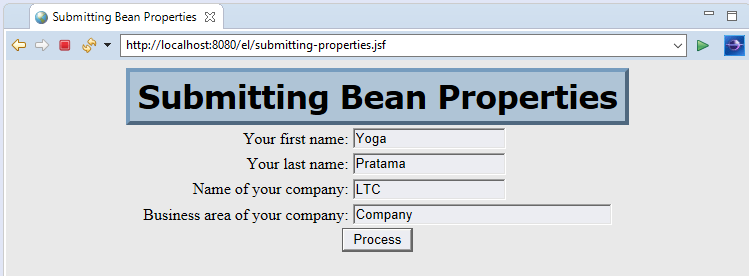 Submitting Bean Properties
http://localhost:8080/el/submitting-properties.jsf
Submitting Bean Properties
Your first name: Yoga
Your last name: Pratama
Name of your company: LTC
Business area of your company: Company
Process